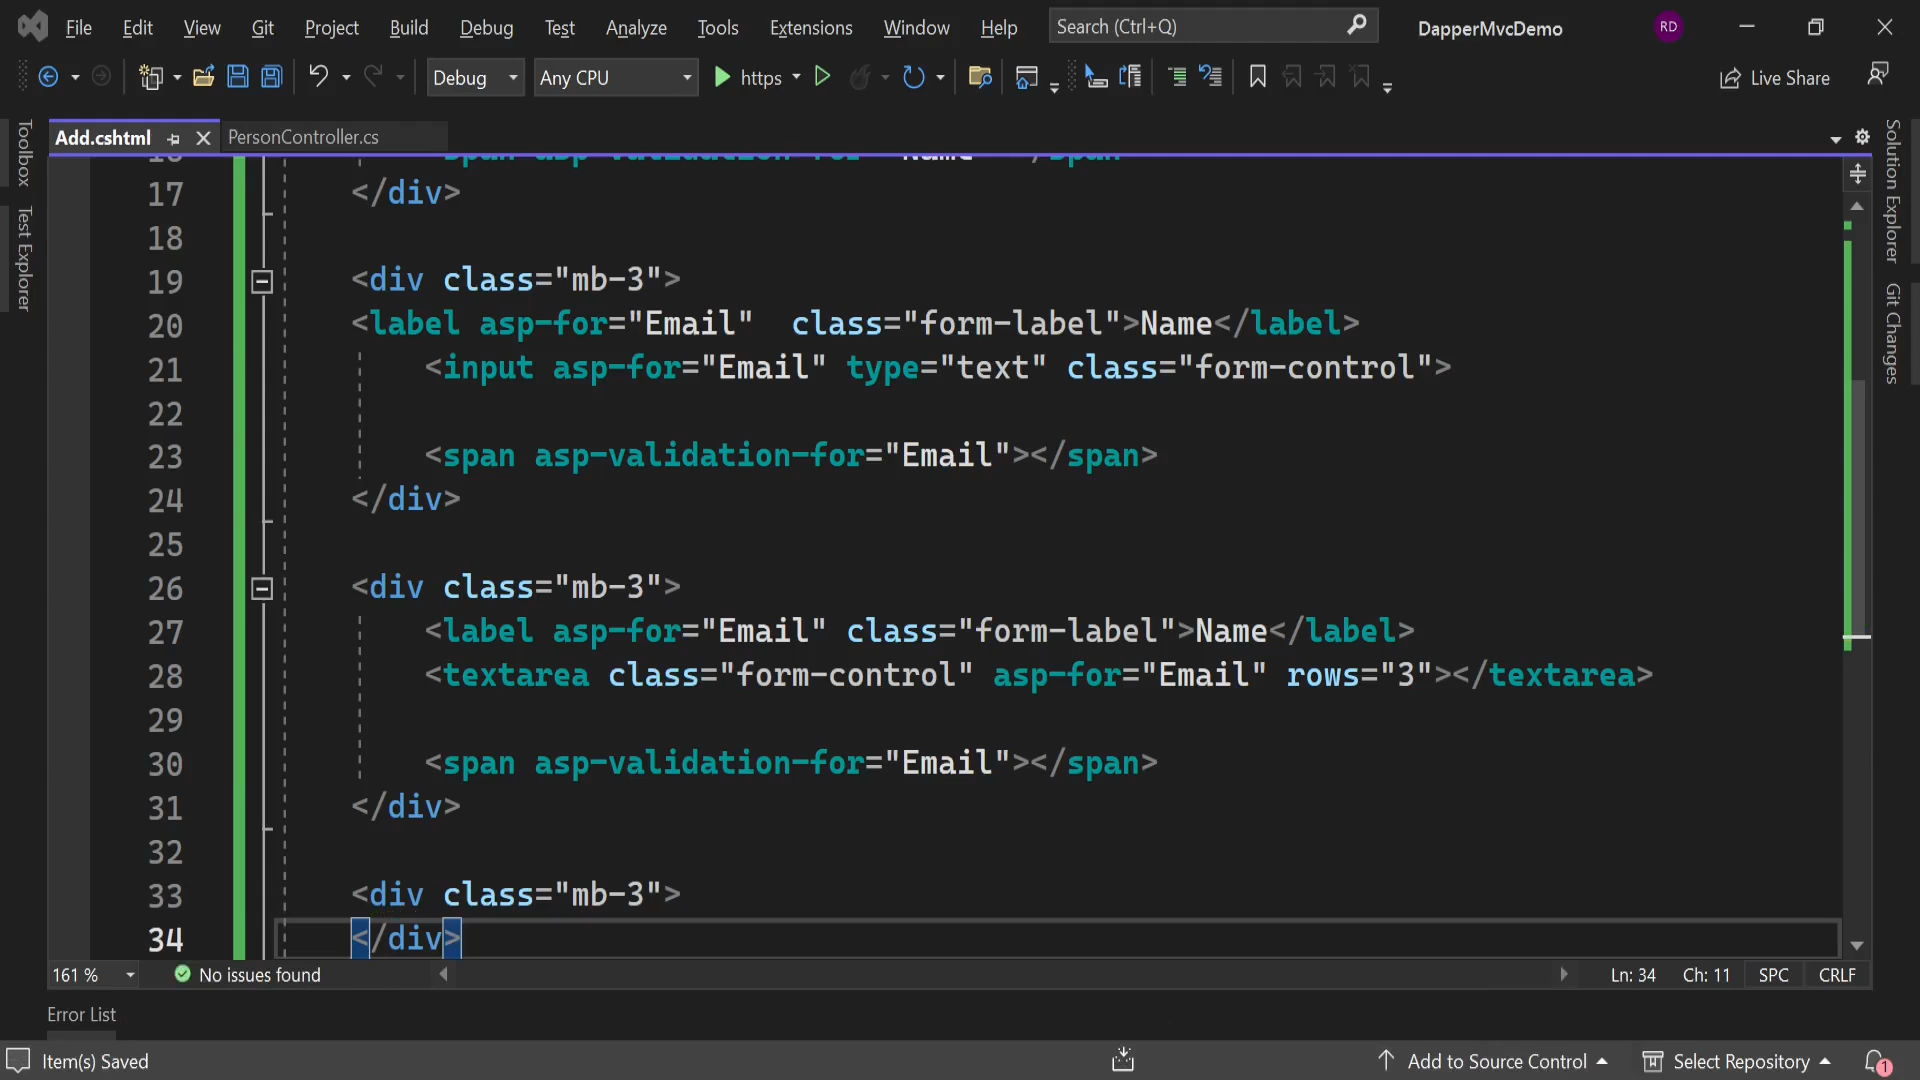 File Edit View Git Project Build Debug Test Analyze Tools Extensions Window Help Search (Ctrl+Q) DapperMvcDemo RD
Debug Any CPU https Live Share
Toolbox
Test Explorer
Add.cshtml PersonController.cs
Solution Explorer
Git Changes
17 </div>
18
19 <div class="mb-3">
20 <label asp-for="Email"  class="form-label">Name</label>
21 <input asp-for="Email" type="text" class="form-control">
22
23 <span asp-validation-for="Email"></span>
24 </div>
25
26 <div class="mb-3">
27 <label asp-for="Email" class="form-label">Name</label>
28 <textarea class="form-control" asp-for="Email" rows="3"></textarea>
29
30 <span asp-validation-for="Email"></span>
31 </div>
32
33 <div class="mb-3">
34 </div>
161 % No issues found Ln: 34 Ch: 11 SPC CRLF
Error List
Item(s) Saved Add to Source Control Select Repository 1